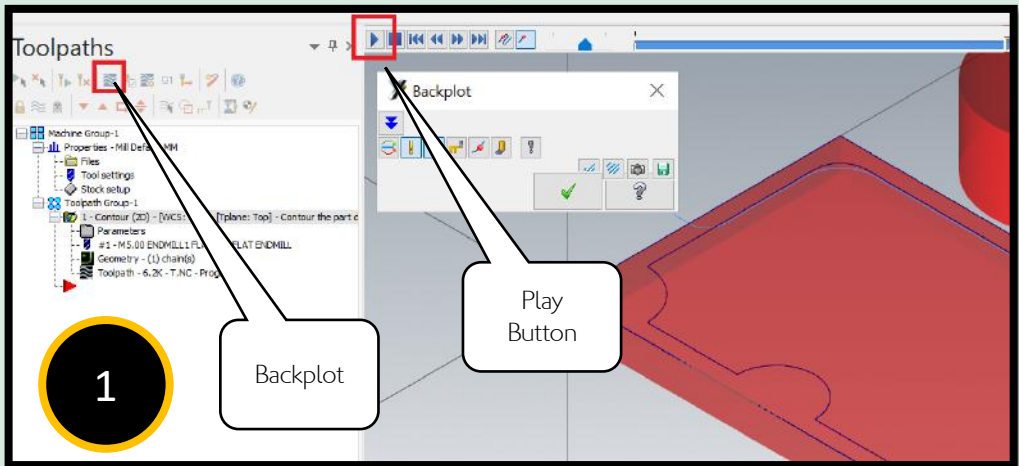 Toolpaths
G1
Backplot
Machine Group-1
Properties - Mill Default MM
Files
Tool settings
Stock setup
Toolpath Group-1
1 - Contour (2D) - [WCS: [Tplane: Top] - Contour the part
Parameters
#1 - M5.00 ENDMILL1 FLAT ENDMILL
Geometry - (1) chain(s)
Toolpath - 6.2K - T.NC - Prog
Play
Button
Backplot
1